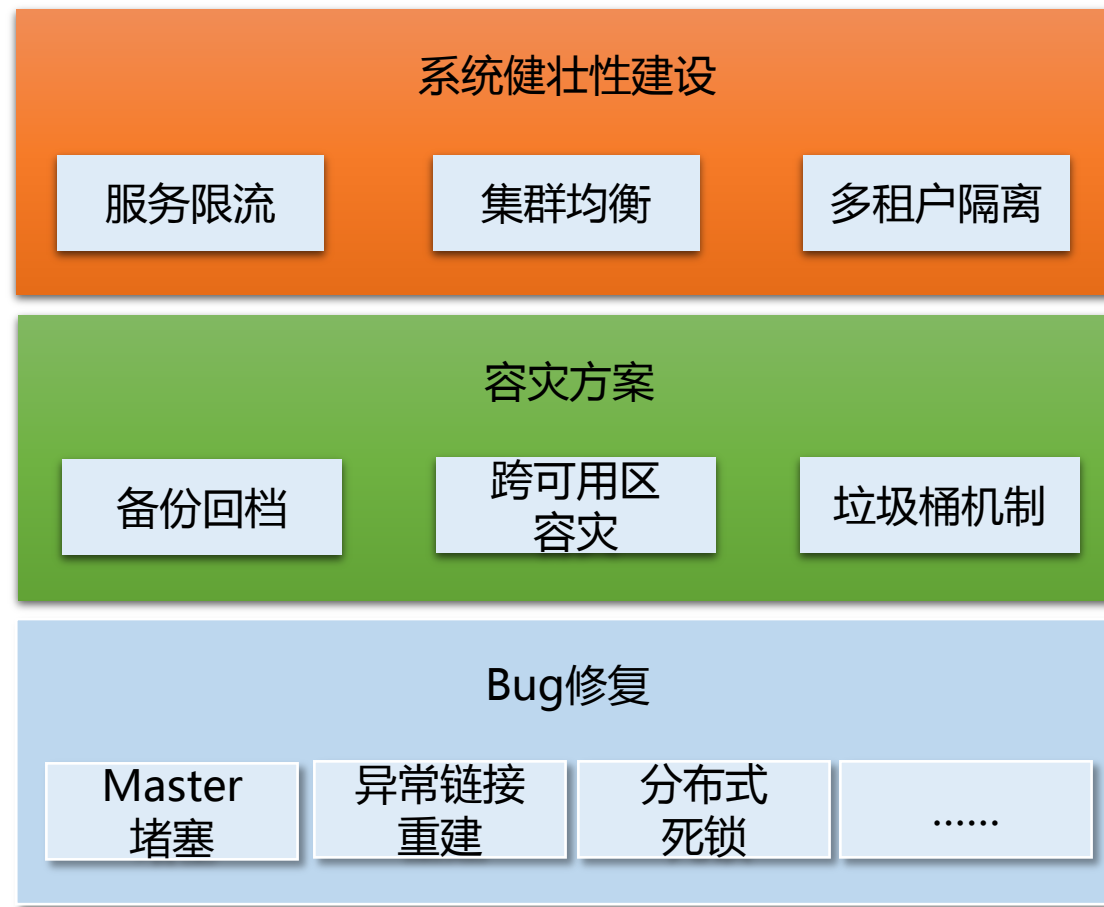 系统健壮性建设
服务限流
集群均衡
多租户隔离
容灾方案
备份回档
跨可用区
容灾
垃圾桶机制
Bug修复
Master
堵塞
异常链接
重建
分布式
死锁
......